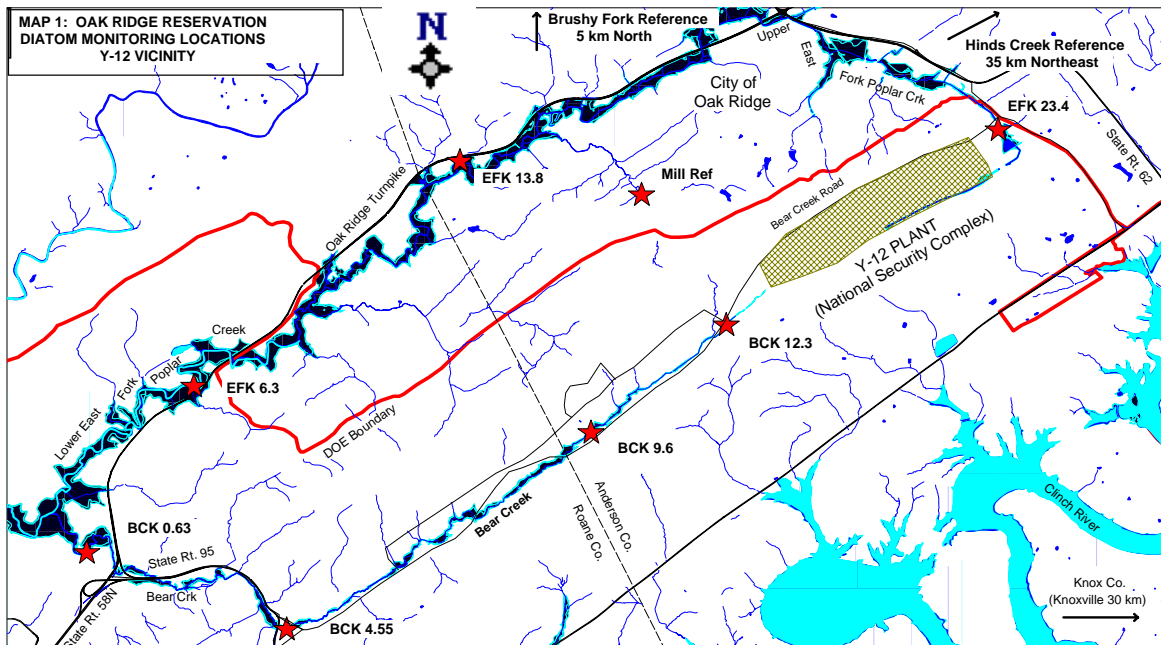 MAP 1: OAK RIDGE RESERVATION
DIATOM MONITORING LOCATIONS
Y-12 VICINITY
N
Brushy Fork Reference
5 km North
Upper
East
Fork Poplar Crk
Hinds Creek Reference
35 km Northeast
City of
Oak Ridge
EFK 23.4
State Rt. 62
EFK 13.8
Mill Ref
Oak Ridge Turnpike
Bear Creek Road
Y-12 PLANT
(National Security Complex)
BCK 12.3
Lower East
Fork
Poplar
Creek
EFK 6.3
DOE Boundary
BCK 9.6
Anderson Co.
Roane Co.
Bear Creek
Clinch River
BCK 0.63
State Rt. 95
Bear Crk
State Rt. 58N
BCK 4.55
Knox Co.
(Knoxville 30 km)